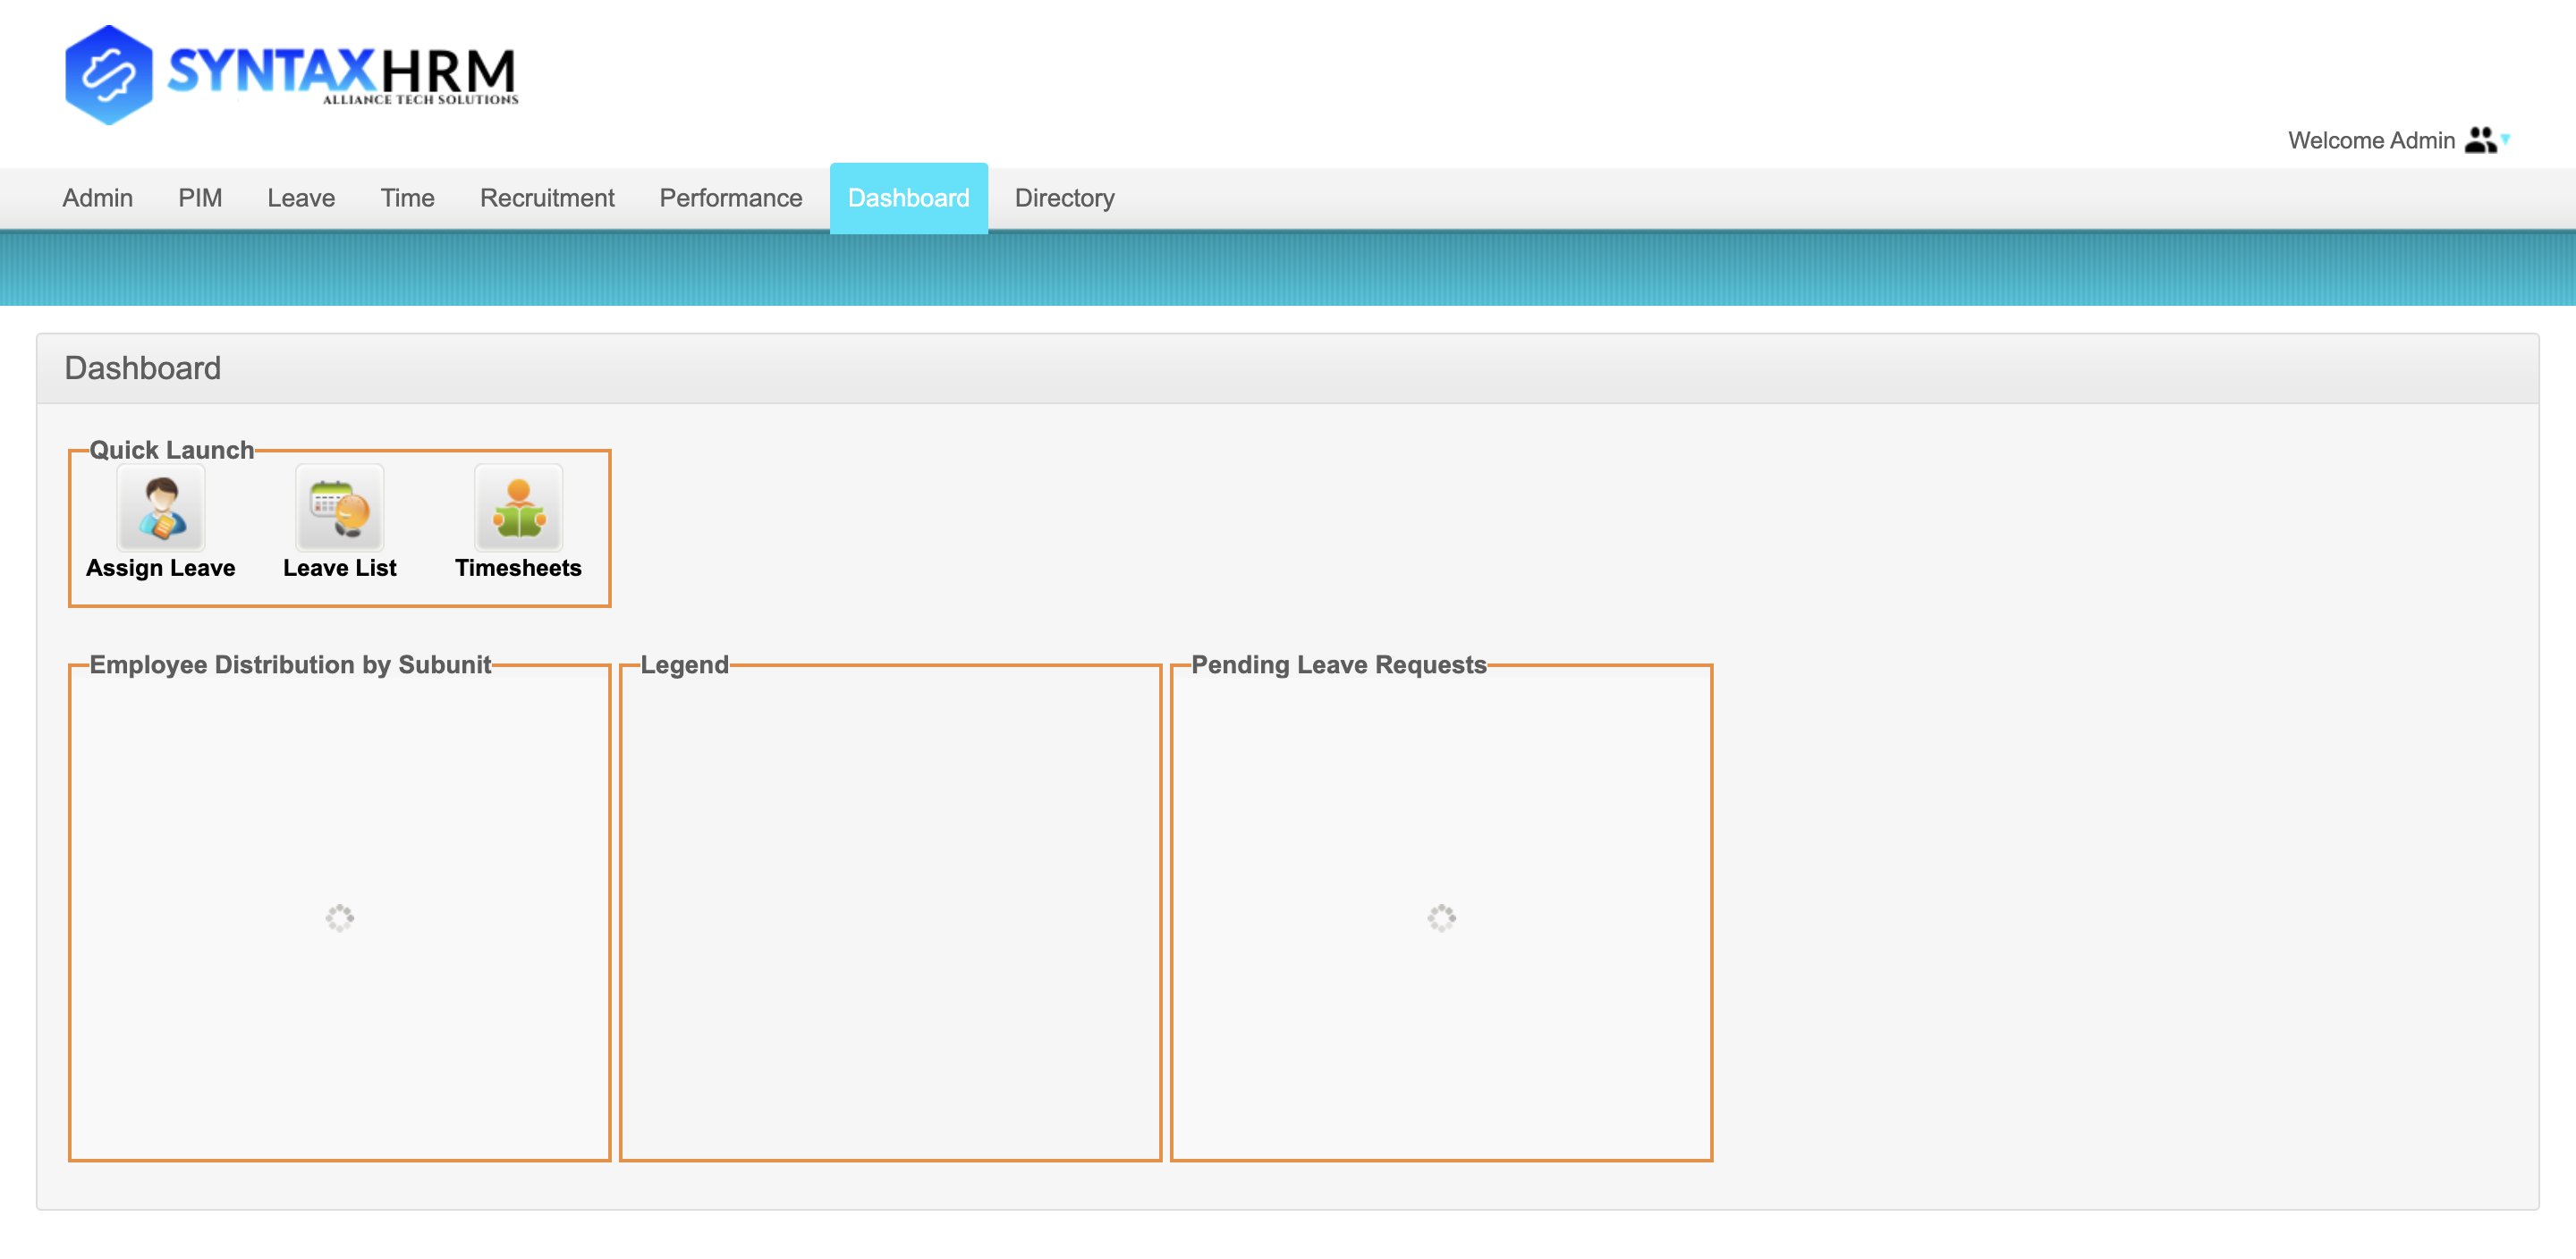 SYNTAXHRM
ALLIANCE TECH SOLUTIONS
Welcome Admin
Admin PIM Leave Time Recruitment Performance Dashboard Directory
Dashboard
Quick Launch
Assign Leave Leave List Timesheets
Employee Distribution by Subunit Legend Pending Leave Requests